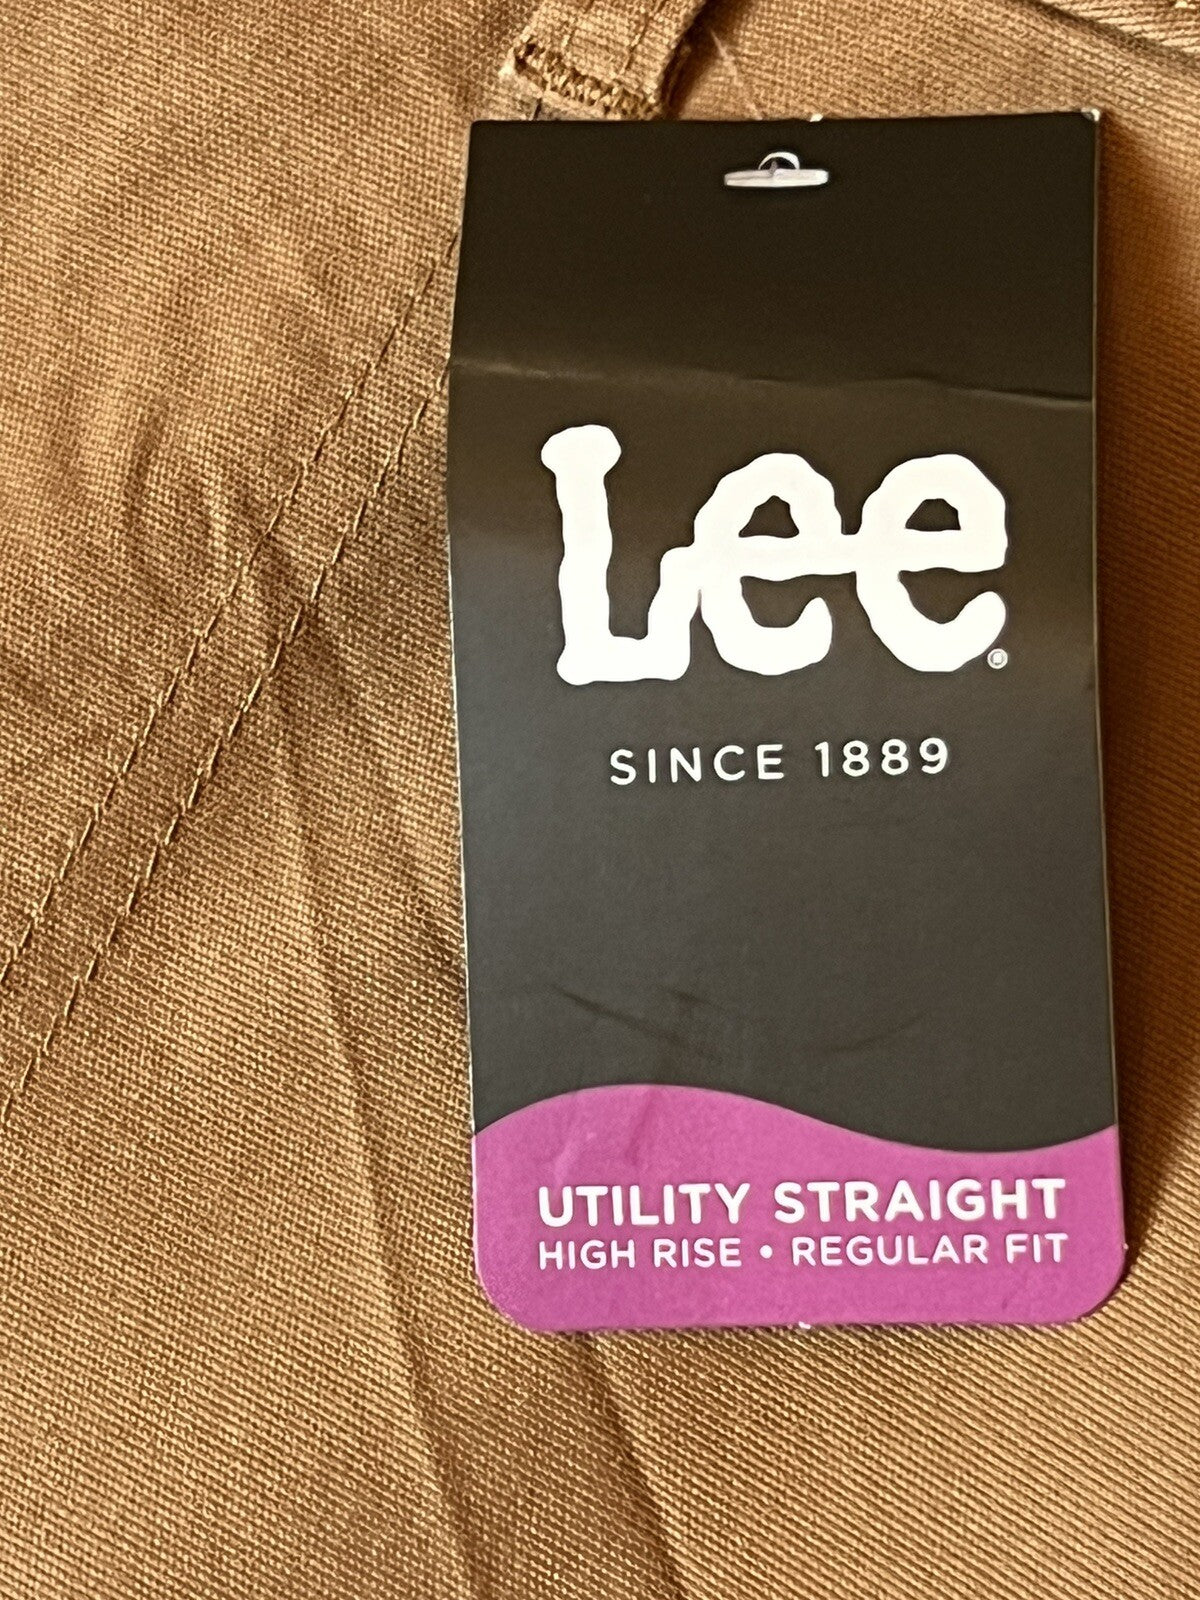 Lee®
SINCE 1889
UTILITY STRAIGHT
HIGH RISE • REGULAR FIT